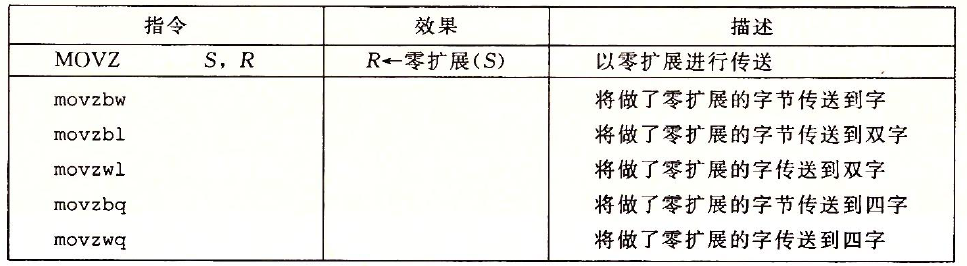 指令 效果 描述
MOVZ S, R R←零扩展(S) 以零扩展进行传送
movzbw 将做了零扩展的字节传送到字
movzbl 将做了零扩展的字节传送到双字
movzwl 将做了零扩展的字传送到双字
movzbq 将做了零扩展的字节传送到四字
movzwq 将做了零扩展的字传送到四字